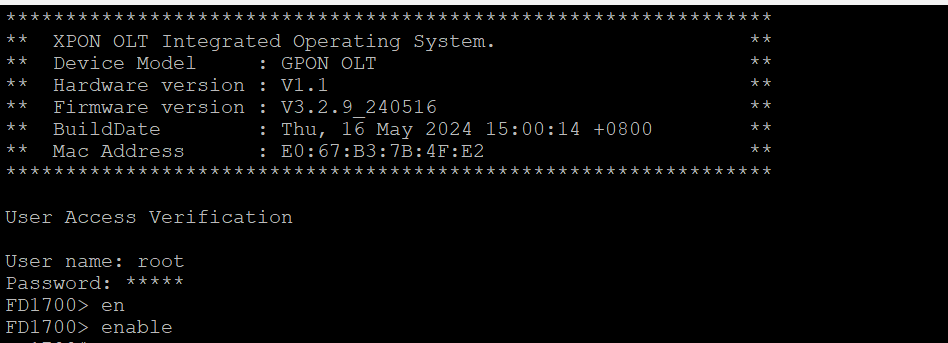 *****************************************************************
**  XPON OLT Integrated Operating System.                      **
**  Device Model     : GPON OLT                                **
**  Hardware version : V1.1                                    **
**  Firmware version : V3.2.9_240516                           **
**  BuildDate        : Thu, 16 May 2024 15:00:14 +0800         **
**  Mac Address      : E0:67:B3:7B:4F:E2                       **
*****************************************************************
User Access Verification
User name: root
Password: *****
FD1700> en
FD1700> enable